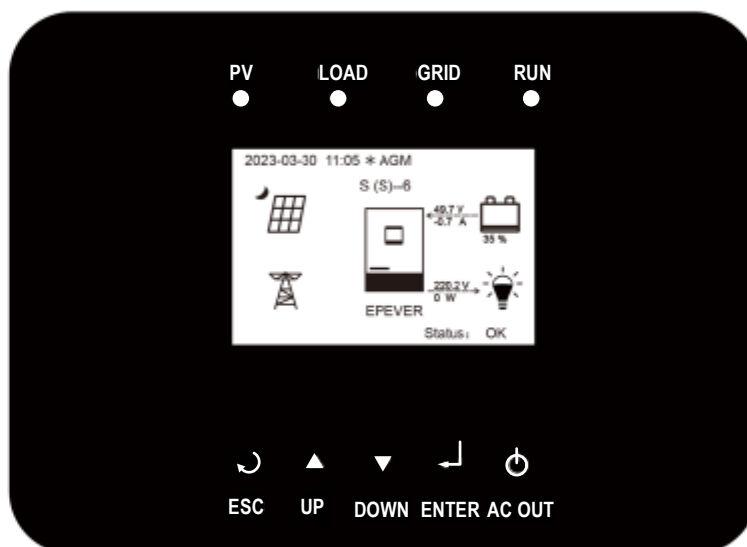 PV LOAD GRID RUN
2023-03-30 11:05 * AGM
S (S)--6
49.7 V
-0.7 A
35 %
220.2 V
0 W
EPEVER
Status: OK
ESC UP DOWN ENTER AC OUT